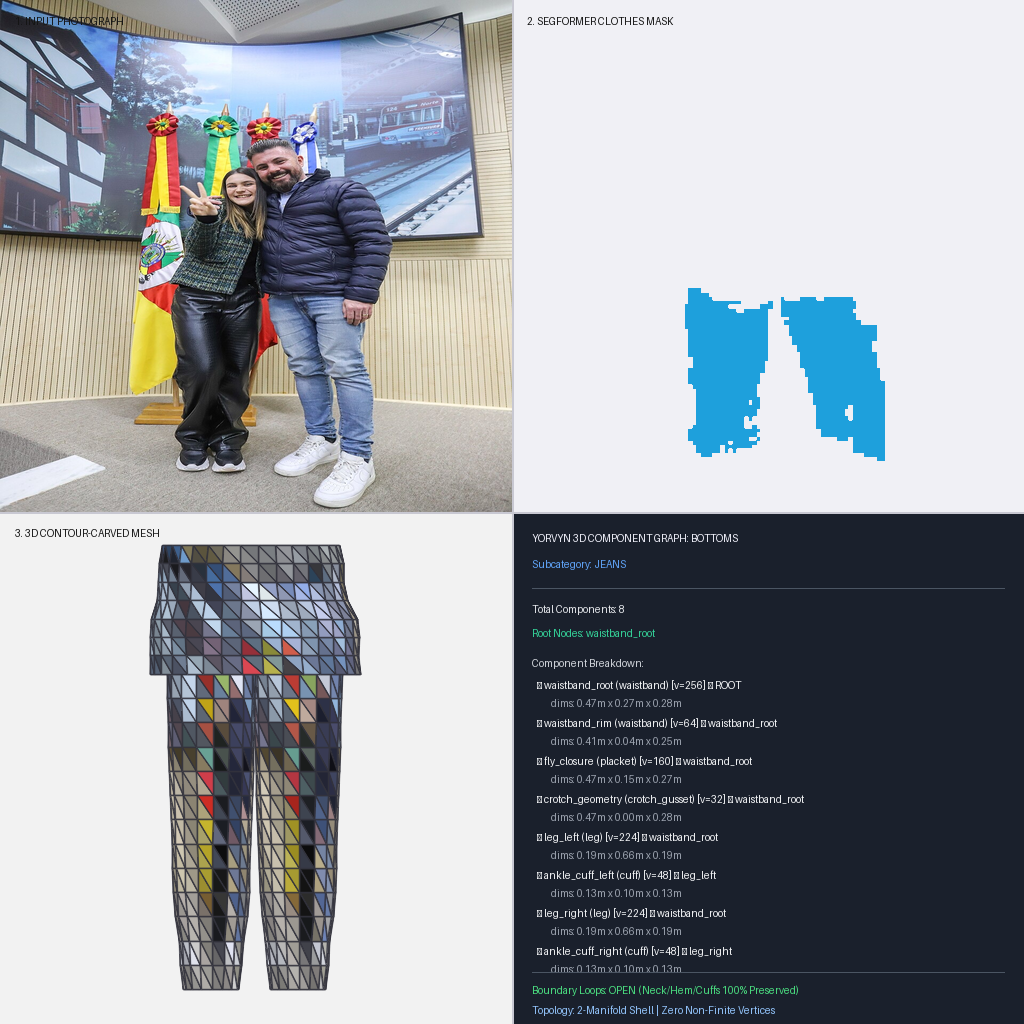 1. INPUT PHOTOGRAPH
2. SEGFORMER CLOTHES MASK
3. 3D CONTOUR-CARVED MESH
YORVYN 3D COMPONENT GRAPH: BOTTOMS
Subcategory: JEANS
Total Components: 8
Root Nodes: waistband_root
Component Breakdown:
waistband_root (waistband) [v=256] ROOT
dims: 0.47m x 0.27m x 0.28m
waistband_rim (waistband) [v=64] waistband_root
dims: 0.41m x 0.04m x 0.25m
fly_closure (placket) [v=160] waistband_root
dims: 0.47m x 0.15m x 0.27m
crotch_geometry (crotch_gusset) [v=32] waistband_root
dims: 0.47m x 0.00m x 0.28m
leg_left (leg) [v=224] waistband_root
dims: 0.19m x 0.66m x 0.19m
ankle_cuff_left (cuff) [v=48] leg_left
dims: 0.13m x 0.10m x 0.13m
leg_right (leg) [v=224] waistband_root
dims: 0.19m x 0.66m x 0.19m
ankle_cuff_right (cuff) [v=48] leg_right
dims: 0.13m x 0.10m x 0.13m
Boundary Loops: OPEN (Neck/Hem/Cuffs 100% Preserved)
Topology: 2-Manifold Shell | Zero Non-Finite Vertices